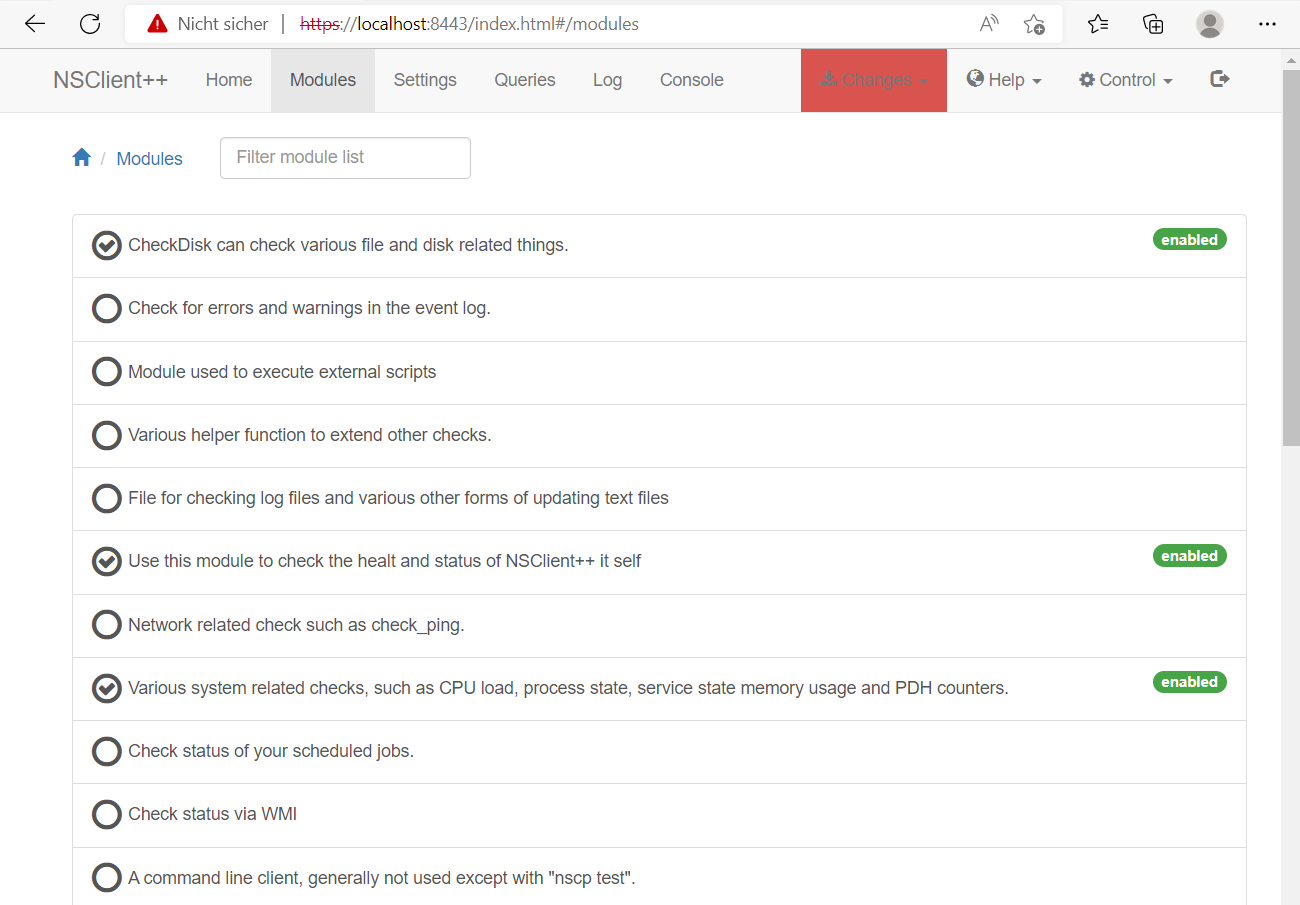 Nicht sicher | https://localhost:8443/index.html#/modules
NSClient++ Home Modules Settings Queries Log Console Changes Help Control
/ Modules Filter module list
CheckDisk can check various file and disk related things. enabled
Check for errors and warnings in the event log.
Module used to execute external scripts
Various helper function to extend other checks.
File for checking log files and various other forms of updating text files
Use this module to check the healt and status of NSClient++ it self enabled
Network related check such as check_ping.
Various system related checks, such as CPU load, process state, service state memory usage and PDH counters. enabled
Check status of your scheduled jobs.
Check status via WMI
A command line client, generally not used except with "nscp test".